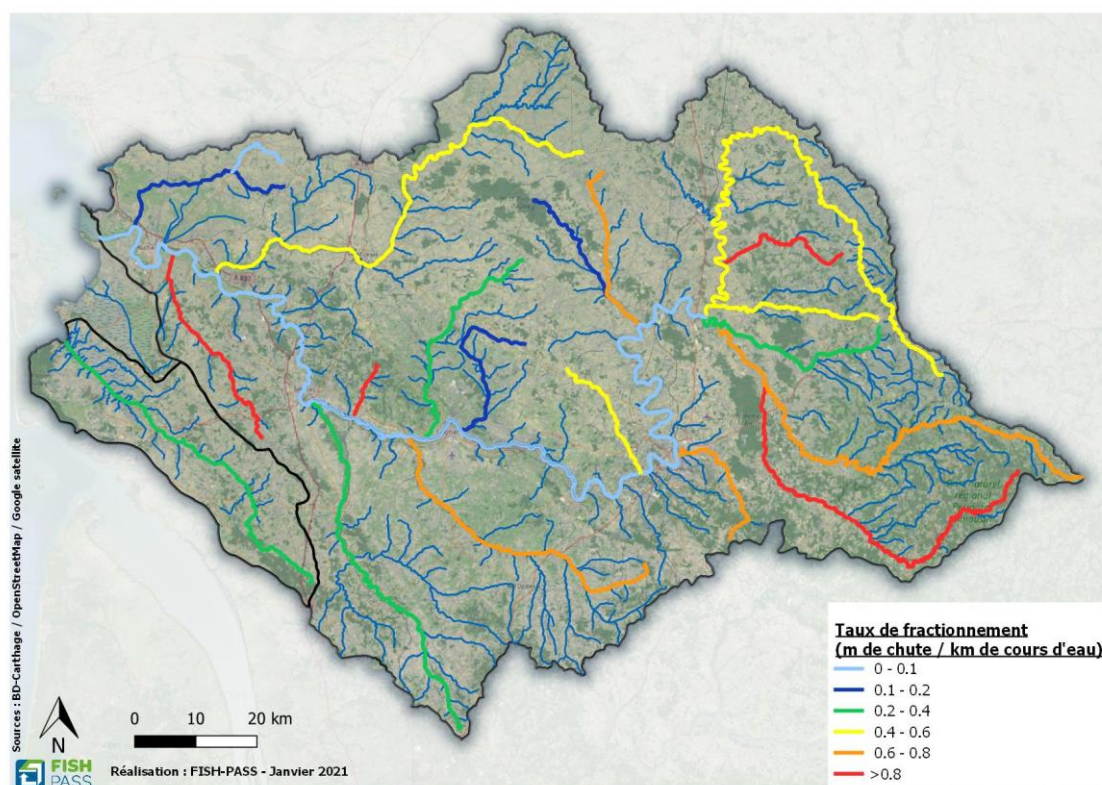 Sources : BD-Carthage / OpenStreetMap / Google satellite
N
0 10 20 km
FISH
PASS
Réalisation : FISH-PASS - Janvier 2021
Taux de fractionnement
(m de chute / km de cours d'eau)
0 - 0.1
0.1 - 0.2
0.2 - 0.4
0.4 - 0.6
0.6 - 0.8
>0.8